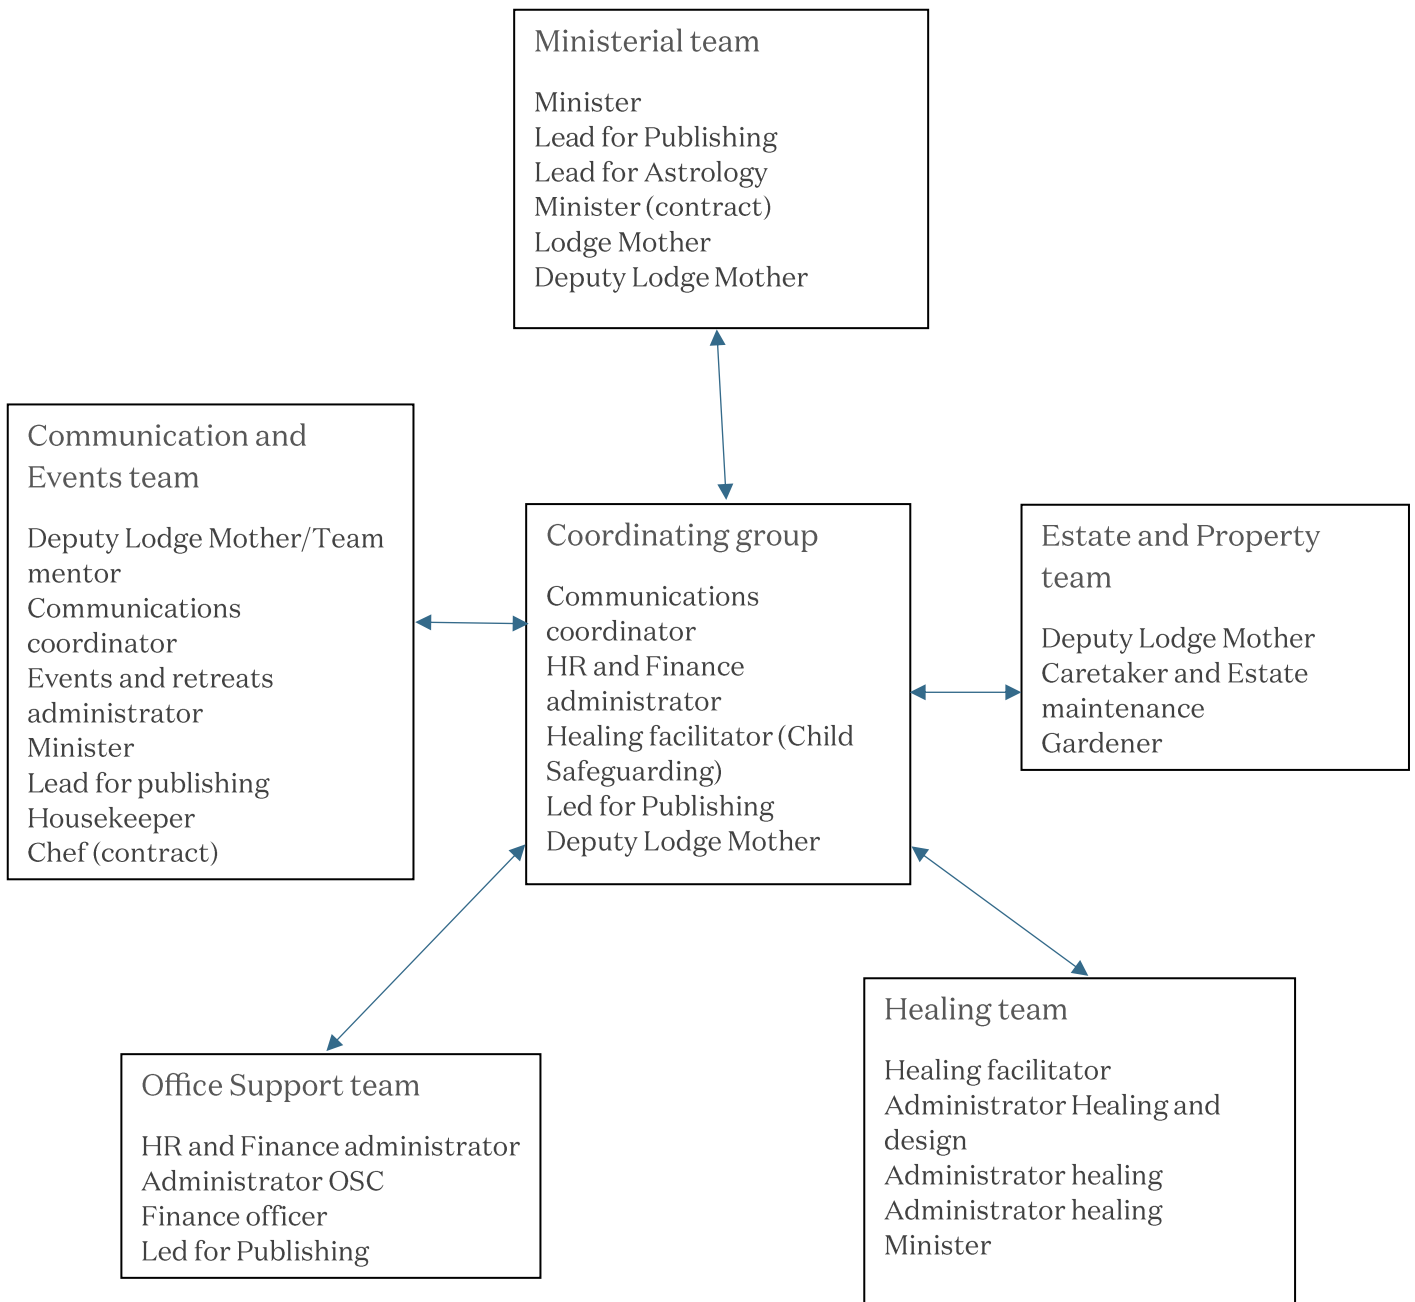 Ministerial team
Minister
Lead for Publishing
Lead for Astrology
Minister (contract)
Lodge Mother
Deputy Lodge Mother
Communication and
Events team
Deputy Lodge Mother/Team
mentor
Communications
coordinator
Events and retreats
administrator
Minister
Lead for publishing
Housekeeper
Chef (contract)
Coordinating group
Communications
coordinator
HR and Finance
administrator
Healing facilitator (Child
Safeguarding)
Led for Publishing
Deputy Lodge Mother
Estate and Property
team
Deputy Lodge Mother
Caretaker and Estate
maintenance
Gardener
Office Support team
HR and Finance administrator
Administrator OSC
Finance officer
Led for Publishing
Healing team
Healing facilitator
Administrator Healing and
design
Administrator healing
Administrator healing
Minister